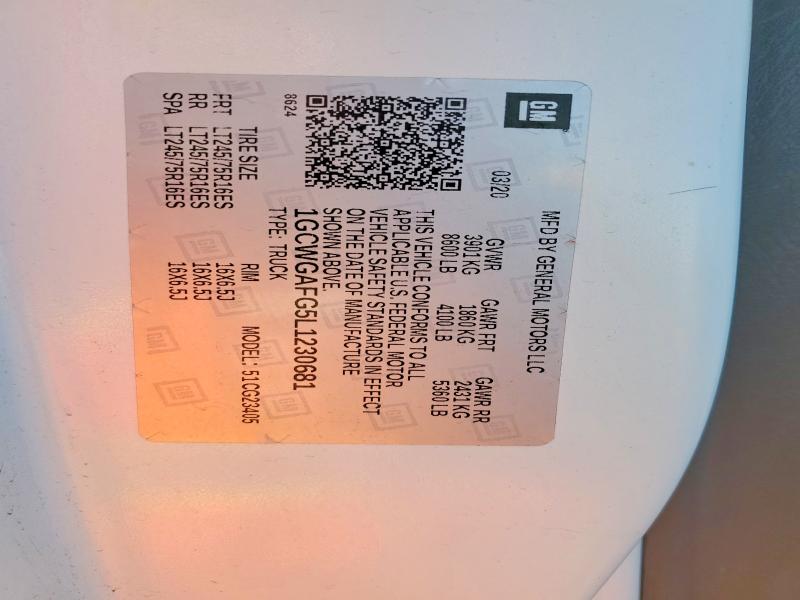 GM
MFD BY GENERAL MOTORS LLC
03/20
GVWR GAWR FRT GAWR RR
3901 KG 1860 KG 2431 KG
8600 LB 4100 LB 5360 LB
THIS VEHICLE CONFORMS TO ALL
APPLICABLE U.S. FEDERAL MOTOR
VEHICLE SAFETY STANDARDS IN EFFECT
ON THE DATE OF MANUFACTURE
SHOWN ABOVE.
1GCWGAFG5L1230681
8624
TYPE: TRUCK
MODEL: 51CG23405
TIRE SIZE RIM
FRT LT245/75R16ES 16X6.5J
RR LT245/75R16ES 16X6.5J
SPA LT245/75R16ES 16X6.5J